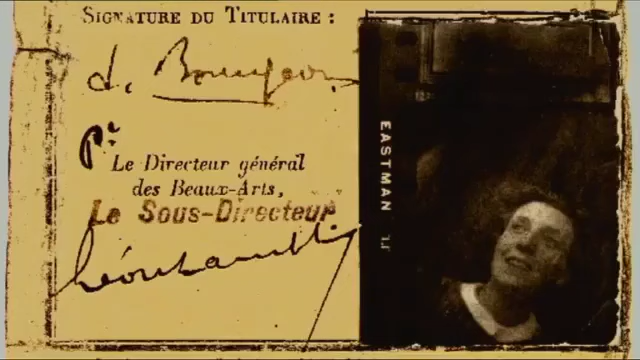 SIGNATURE DU TITULAIRE :
Pr
Le Directeur général
des Beaux-Arts,
Le Sous-Directeur
EASTMAN